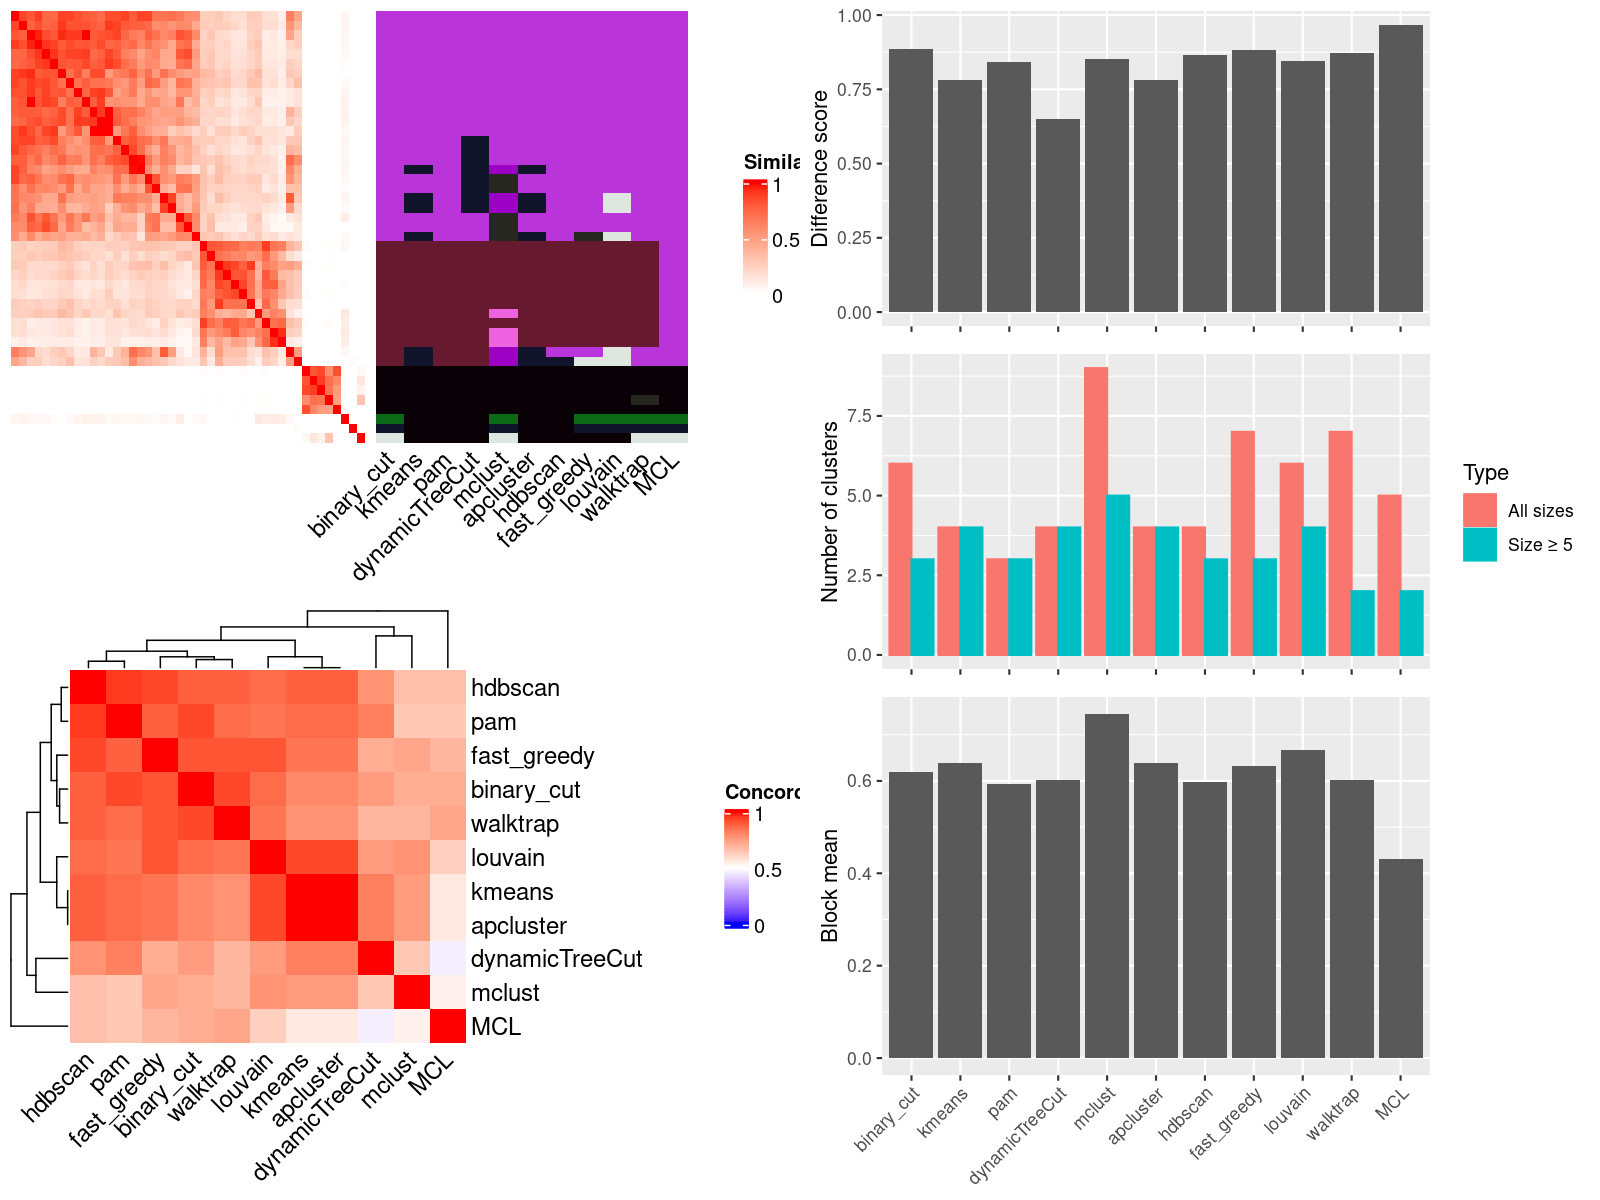 Simila
1
0.5
0
binary_cut
kmeans
pam
dynamicTreeCut
mclust
apcluster
hdbscan
fast_greedy
louvain
walktrap
MCL
Difference score
1.00
0.75
0.50
0.25
0.00
Number of clusters
7.5
5.0
2.5
0.0
Type
All sizes
Size ≥ 5
hdbscan
pam
fast_greedy
binary_cut
walktrap
louvain
kmeans
apcluster
dynamicTreeCut
mclust
MCL
hdbscan
pam
fast_greedy
binary_cut
walktrap
louvain
kmeans
apcluster
dynamicTreeCut
mclust
MCL
Concord
1
0.5
0
Block mean
0.6
0.4
0.2
0.0
binary_cut
kmeans
pam
dynamicTreeCut
mclust
apcluster
hdbscan
fast_greedy
louvain
walktrap
MCL